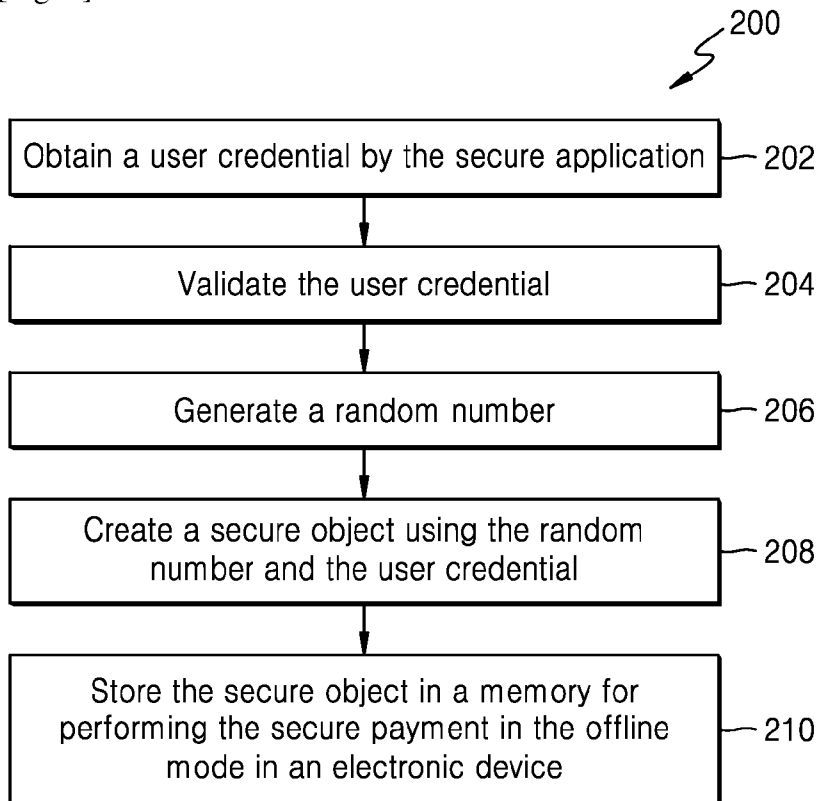 200
Obtain a user credential by the secure application
202
Validate the user credential
204
Generate a random number
206
Create a secure object using the random
number and the user credential
208
Store the secure object in a memory for
performing the secure payment in the offline
mode in an electronic device
210